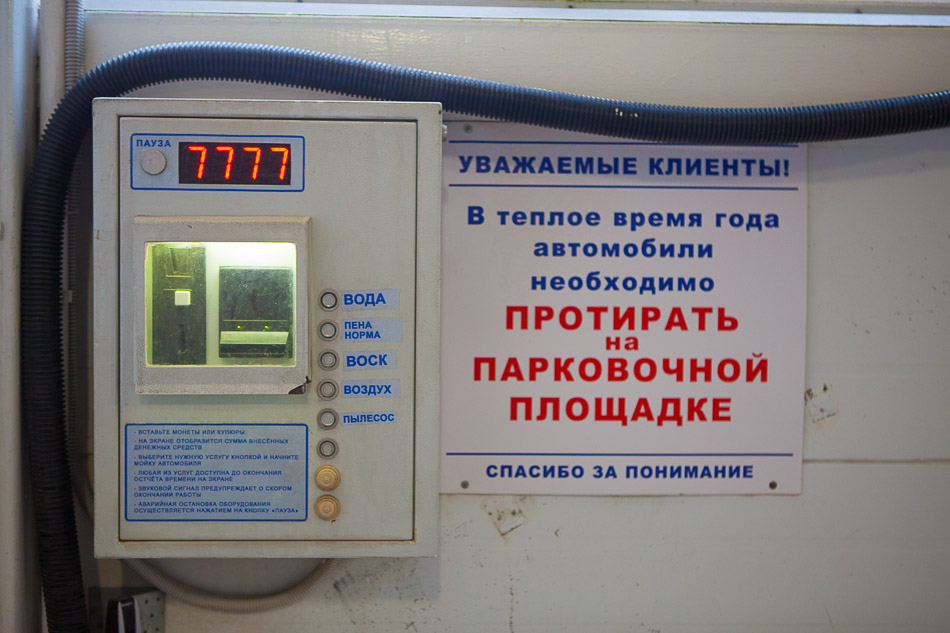 ПАУЗА
7777
ВОДА
ПЕНА
НОРМА
ВОСК
ВОЗДУХ
ПЫЛЕСОС
- ВСТАВЬТЕ МОНЕТЫ ИЛИ КУПЮРЫ
- НА ЭКРАНЕ ОТОБРАЗИТСЯ СУММА ВНЕСЁННЫХ
ДЕНЕЖНЫХ СРЕДСТВ
- ВЫБЕРИТЕ НУЖНУЮ УСЛУГУ КНОПКОЙ И НАЧНИТЕ
МОЙКУ АВТОМОБИЛЯ
- ЛЮБАЯ ИЗ УСЛУГ ДОСТУПНА ДО ОКОНЧАНИЯ
ОТСЧЁТА ВРЕМЕНИ НА ЭКРАНЕ
- ЗВУКОВОЙ СИГНАЛ ПРЕДУПРЕЖДАЕТ О СКОРОМ
ОКОНЧАНИИ РАБОТЫ
- АВАРИЙНАЯ ОСТАНОВКА ОБОРУДОВАНИЯ
ОСУЩЕСТВЛЯЕТСЯ НАЖАТИЕМ НА КНОПКУ «ПАУЗА»
УВАЖАЕМЫЕ КЛИЕНТЫ!
В теплое время года
автомобили
необходимо
ПРОТИРАТЬ
на
ПАРКОВОЧНОЙ
ПЛОЩАДКЕ
СПАСИБО ЗА ПОНИМАНИЕ